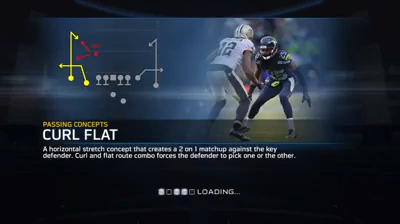 12
PASSING CONCEPTS
CURL FLAT
A horizontal stretch concept that creates a 2 on 1 matchup against the key
defender. Curl and flat route combo forces the defender to pick one or the other.
LOADING...